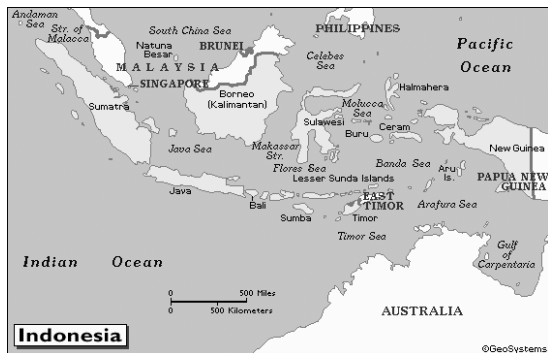 Andaman
Sea
Str. of
Malacca
South China Sea
PHILIPPINES
Natuna
Besar
BRUNEI
Celebes
Sea
Pacific
Ocean
MALAYSIA
SINGAPORE
Borneo
(Kalimantan)
Halmahera
Molucca
Sea
Sumatra
Sulawesi
Buru
Ceram
New Guinea
Java Sea
Makassar
Str.
Flores Sea
Banda Sea
Aru
Is.
PAPUA NEW
GUINEA
Lesser Sunda Islands
Java
Bali
Sumba
EAST
TIMOR
Timor
Arafura Sea
Timor Sea
Gulf
of
Carpentaria
Indian Ocean
0 500 Miles
0 500 Kilometers
AUSTRALIA
Indonesia
©GeoSystems